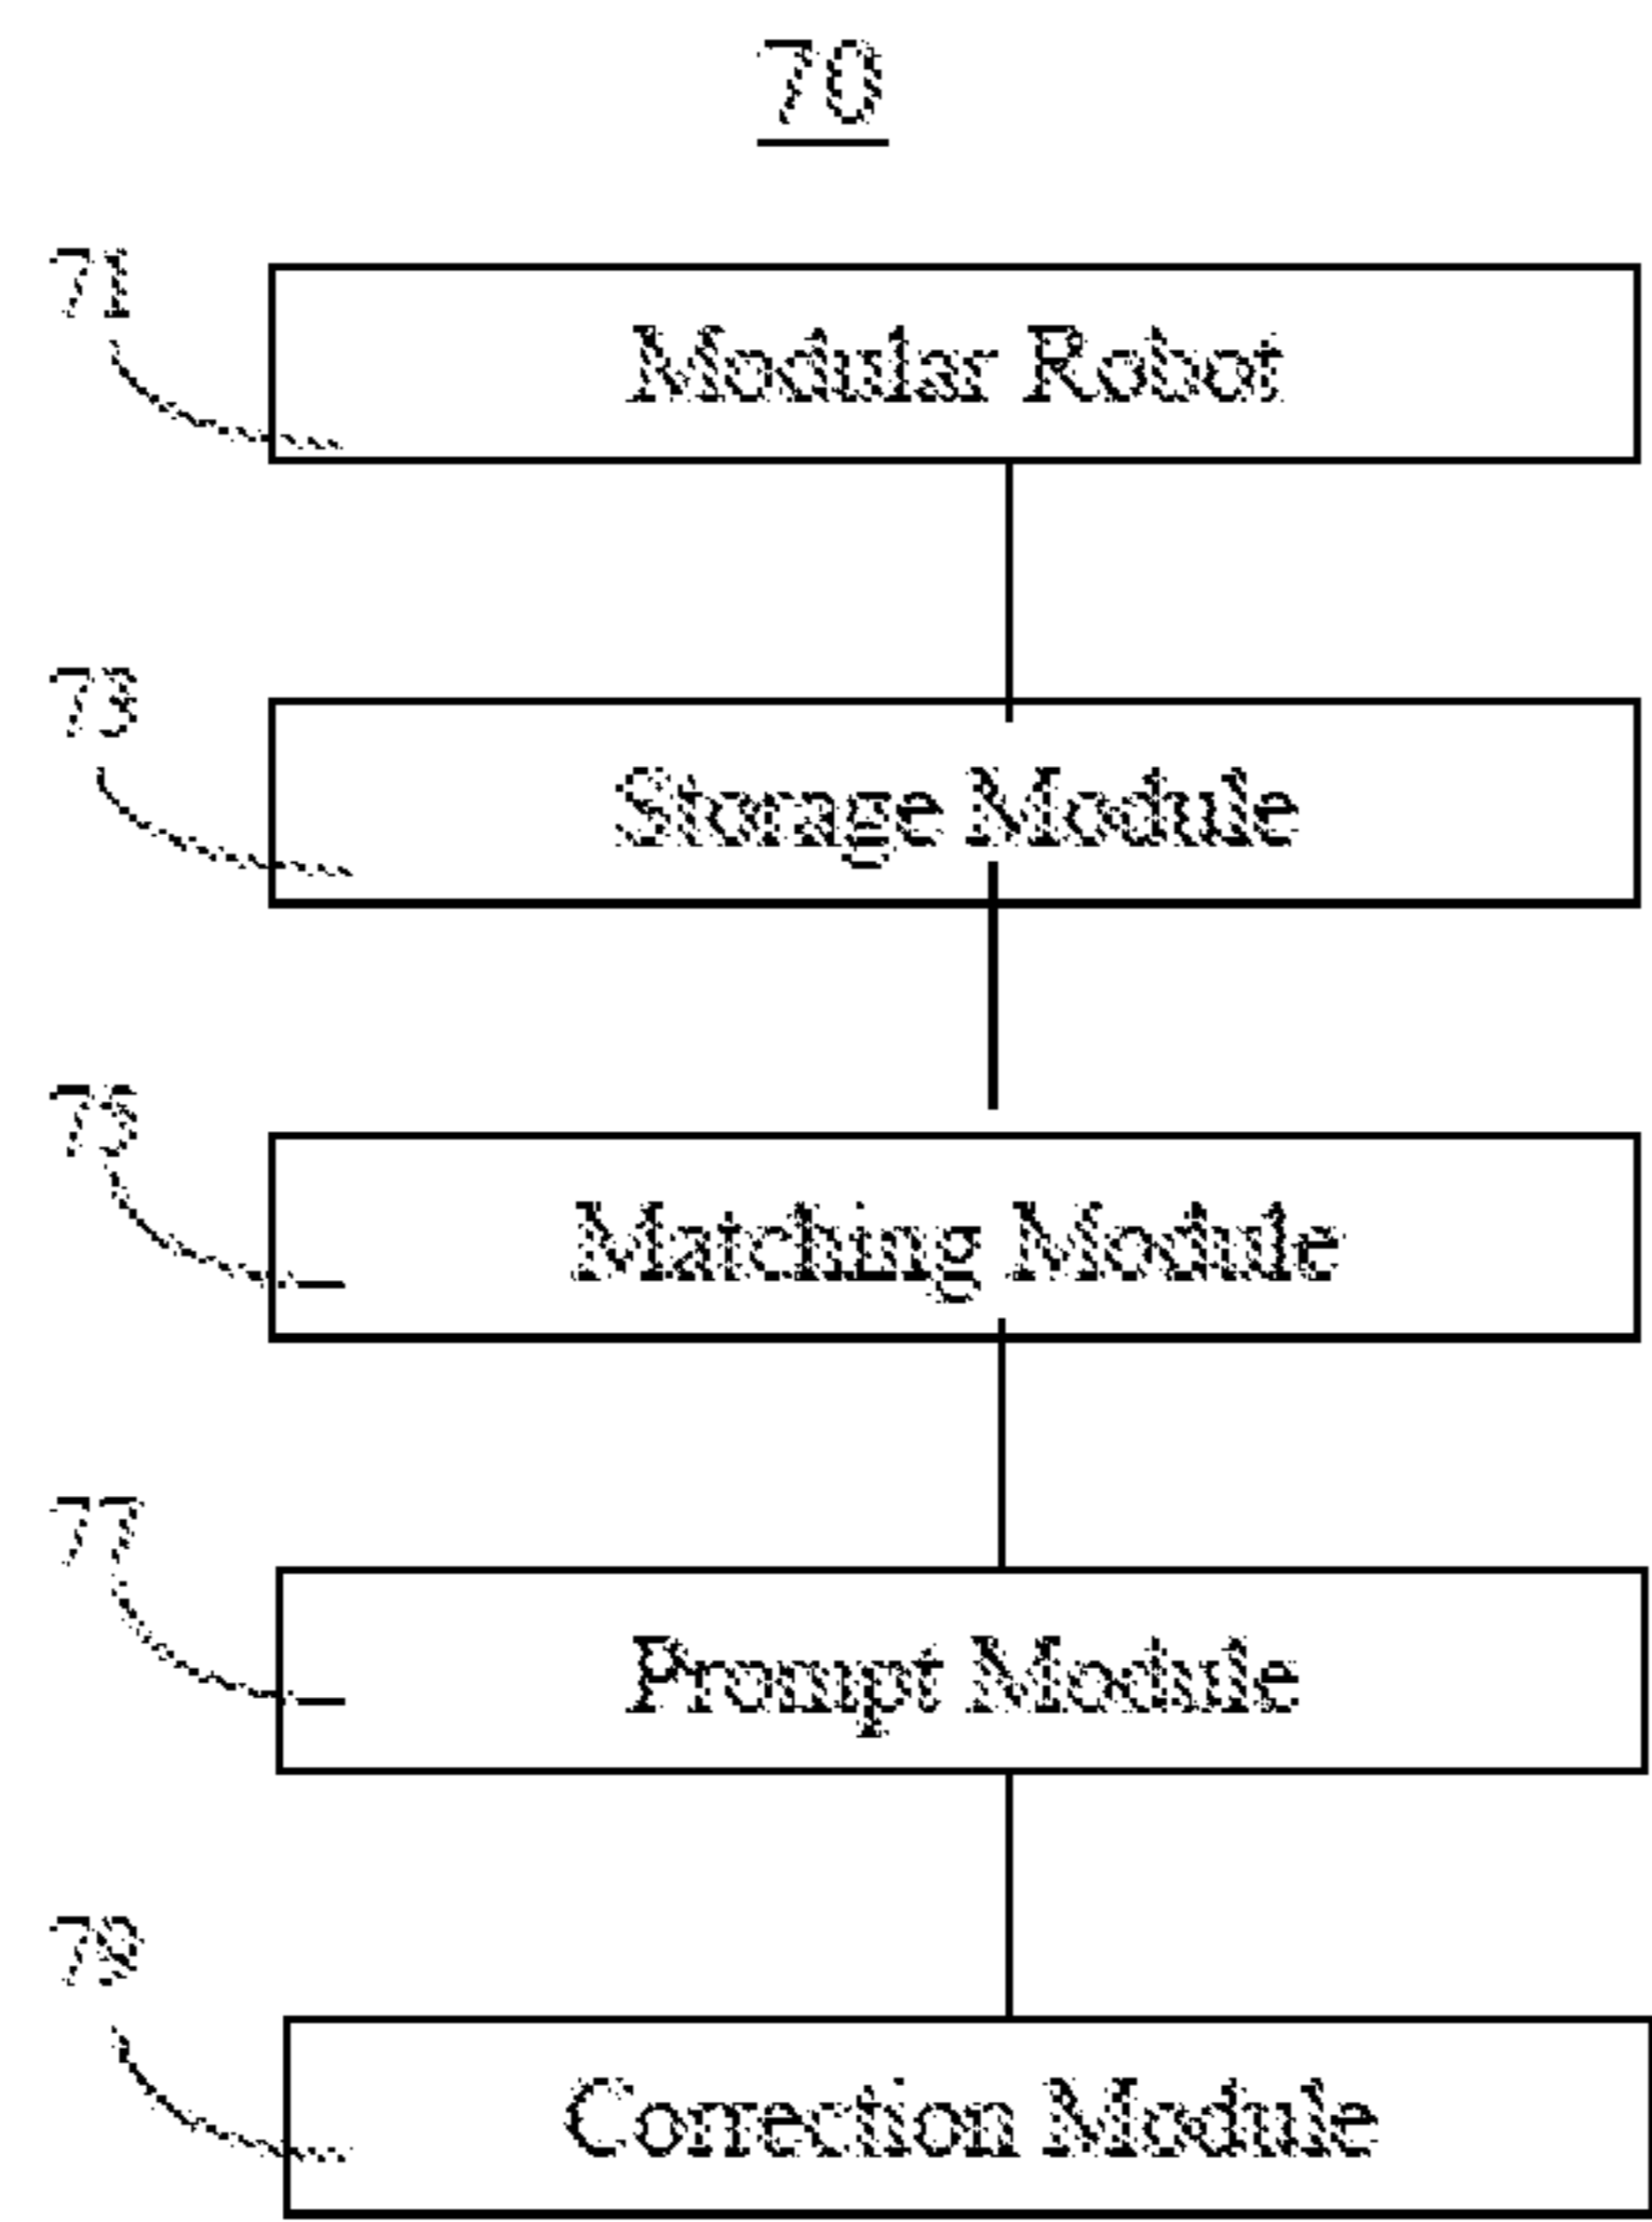 70
71
Modular Robot
73
Storage Module
75
Matching Module
77
Prompt Module
79
Correction Module